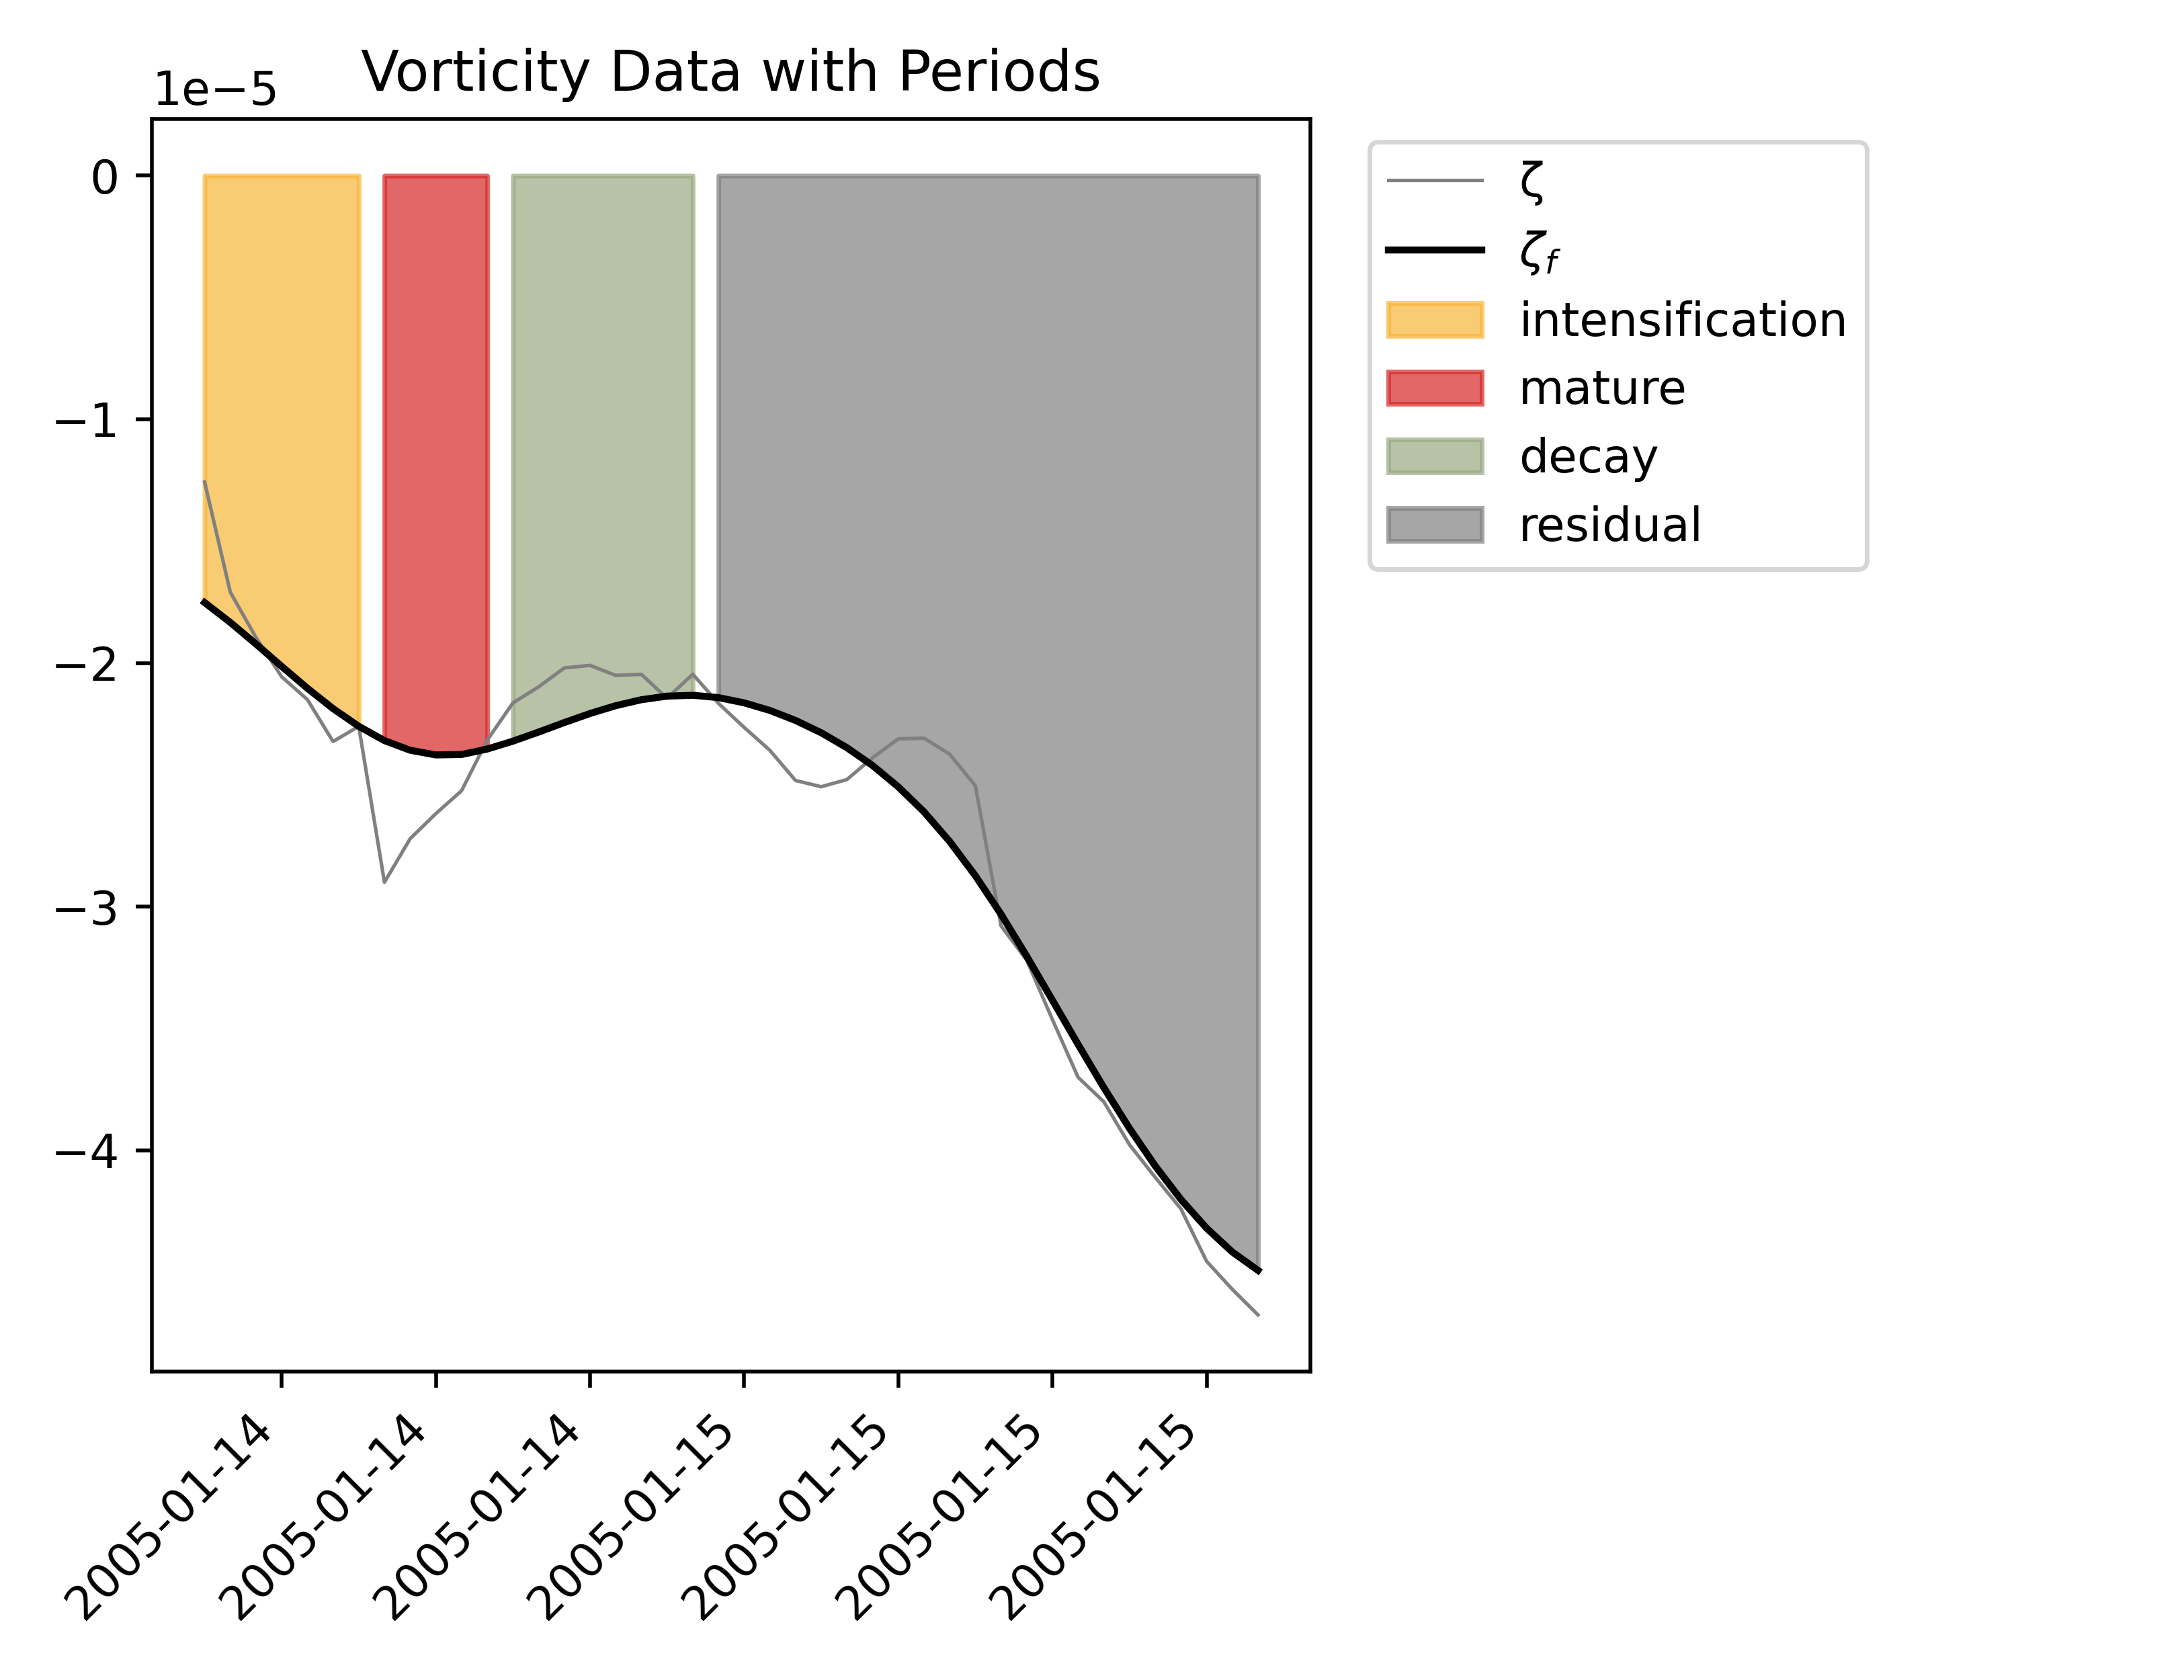 Vorticity Data with Periods
1e−5
0
−1
−2
−3
−4
2005-01-14
2005-01-14
2005-01-14
2005-01-15
2005-01-15
2005-01-15
2005-01-15
ζ
ζf
intensification
mature
decay
residual